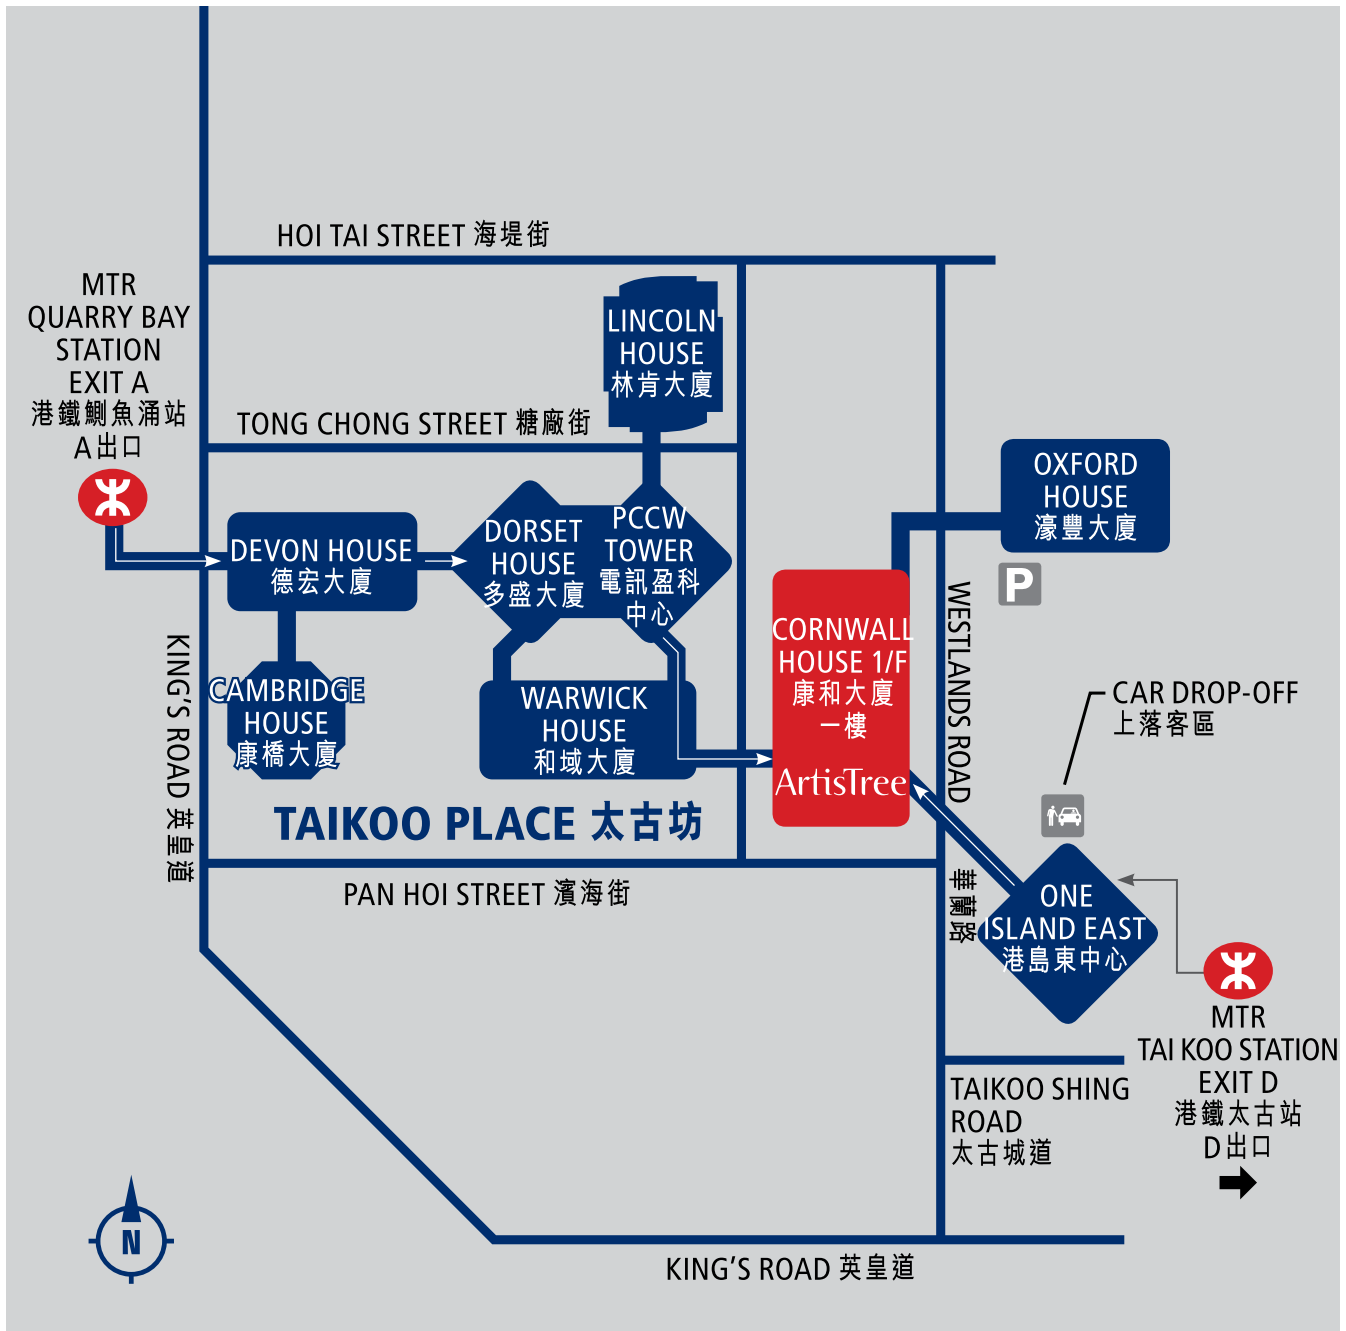 HOI TAI STREET 海堤街
MTR
QUARRY BAY
STATION
EXIT A
港鐵鰂魚涌站
A出口
LINCOLN
HOUSE
林肯大廈
TONG CHONG STREET 糖廠街
OXFORD
HOUSE
濠豐大廈
P
DEVON HOUSE
德宏大廈
DORSET
HOUSE
多盛大廈
PCCW
TOWER
電訊盈科
中心
CORNWALL
HOUSE 1/F
康和大廈
一樓
ArtisTree
WESTLANDS ROAD
華蘭路
KING'S ROAD 英皇道
CAMBRIDGE
HOUSE
康橋大廈
WARWICK
HOUSE
和域大廈
CAR DROP-OFF
上落客區
TAIKOO PLACE 太古坊
PAN HOI STREET 濱海街
ONE
ISLAND EAST
港島東中心
MTR
TAI KOO STATION
EXIT D
港鐵太古站
D出口
TAIKOO SHING
ROAD
太古城道
N
KING'S ROAD 英皇道